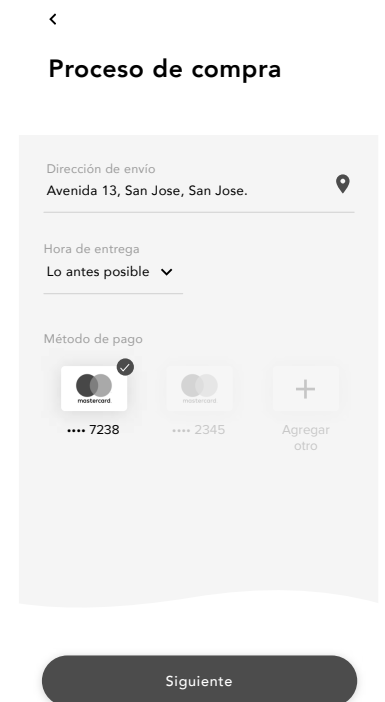 Proceso de compra
Dirección de envío
Avenida 13, San Jose, San Jose.
Hora de entrega
Lo antes posible
Método de pago
mastercard mastercard
•••• 7238 •••• 2345 Agregar
otro
Siguiente